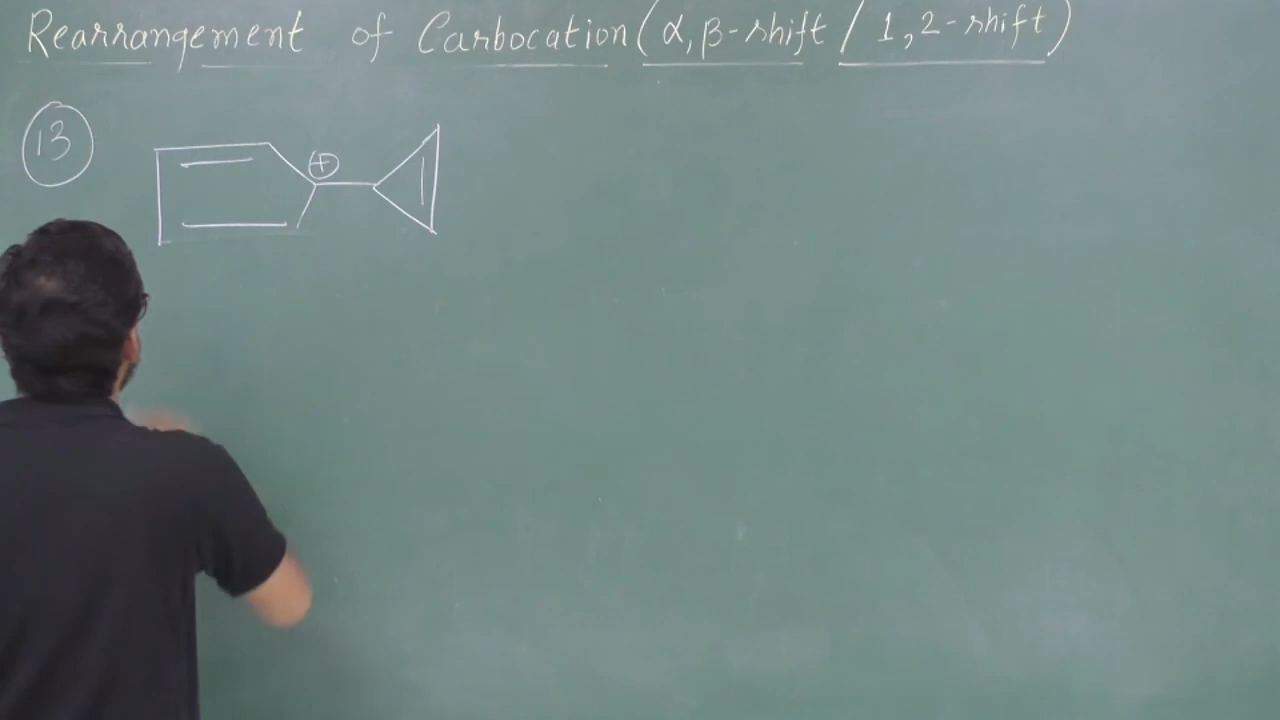 Rearrangement of Carbocation (α,β-shift / 1,2-shift)
13
⊕